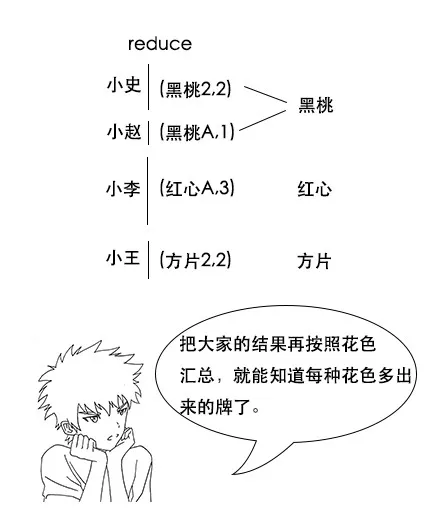 reduce
小史 (黑桃2,2)
黑桃
小赵 (黑桃A,1)
小李 (红心A,3) 红心
小王 (方片2,2) 方片
把大家的结果再按照花色
汇总，就能知道每种花色多出
来的牌了。